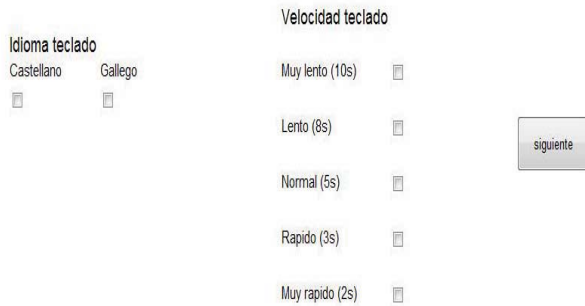 Idioma teclado
Castellano Gallego
Velocidad teclado
Muy lento (10s)
Lento (8s)
Normal (5s)
Rapido (3s)
Muy rapido (2s)
siguiente